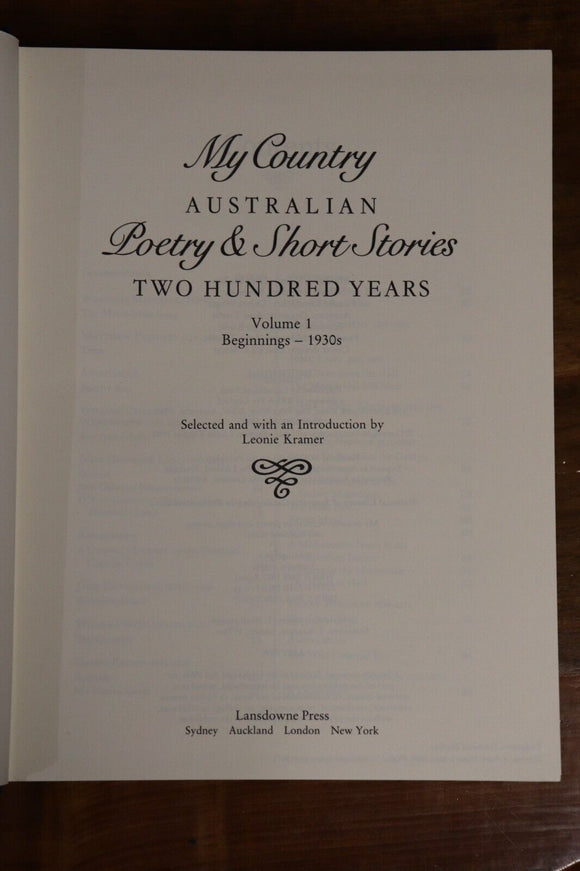 My Country
AUSTRALIAN
Poetry & Short Stories
TWO HUNDRED YEARS
Volume 1
Beginnings – 1930s
Selected and with an Introduction by
Leonie Kramer
Lansdowne Press
Sydney Auckland London New York